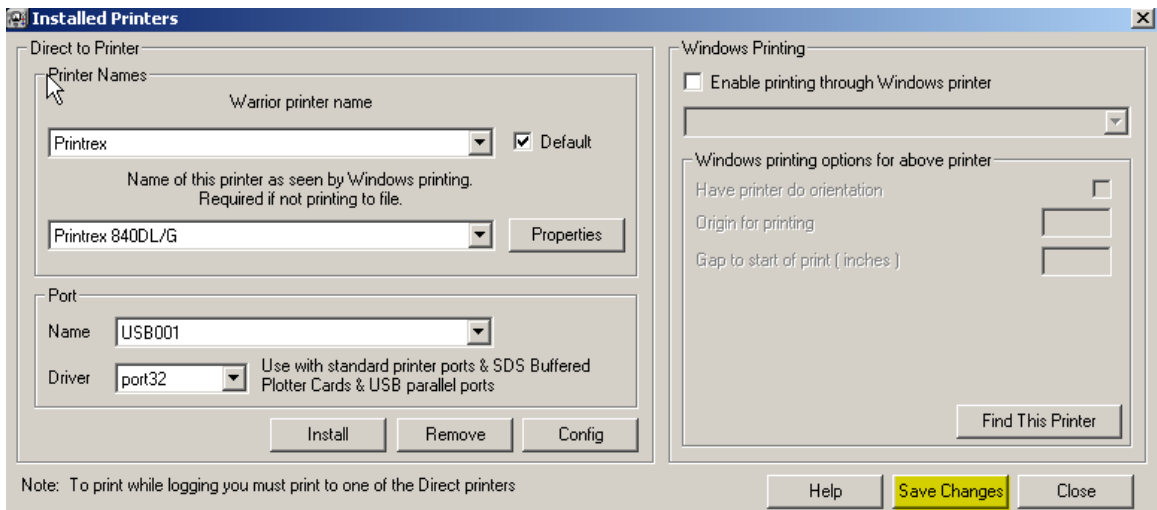 Installed Printers
Direct to Printer
Printer Names
Warrior printer name
Printrex
Default
Name of this printer as seen by Windows printing.
Required if not printing to file.
Printrex 840DL/G
Properties
Port
Name
USB001
Driver
port32
Use with standard printer ports & SDS Buffered
Plotter Cards & USB parallel ports
Install
Remove
Config
Windows Printing
Enable printing through Windows printer
Windows printing options for above printer
Have printer do orientation
Origin for printing
Gap to start of print ( inches )
Find This Printer
Note: To print while logging you must print to one of the Direct printers
Help
Save Changes
Close